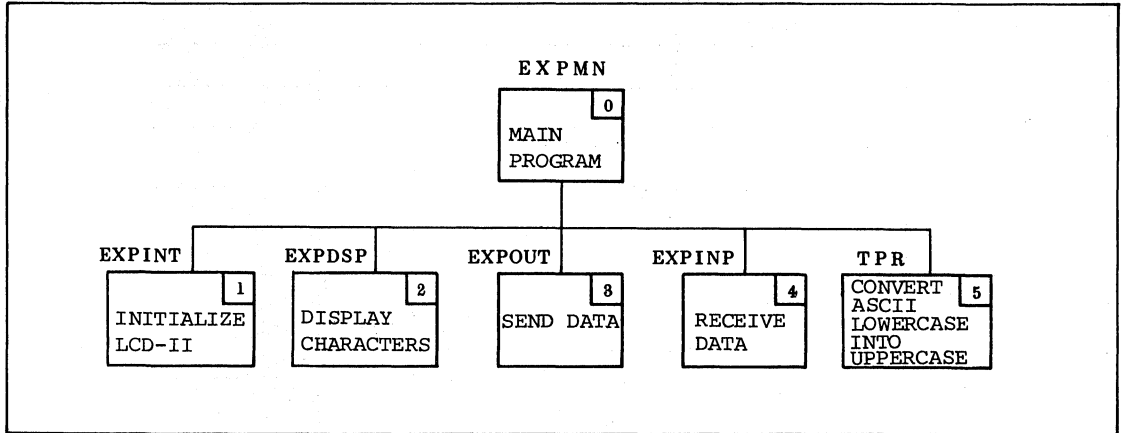 EXPMN
0
MAIN
PROGRAM
EXPINT
1
INITIALIZE
LCD-II
EXPDSP
2
DISPLAY
CHARACTERS
EXPOUT
3
SEND DATA
EXPINP
4
RECEIVE
DATA
TPR
5
CONVERT
ASCII
LOWERCASE
INTO
UPPERCASE